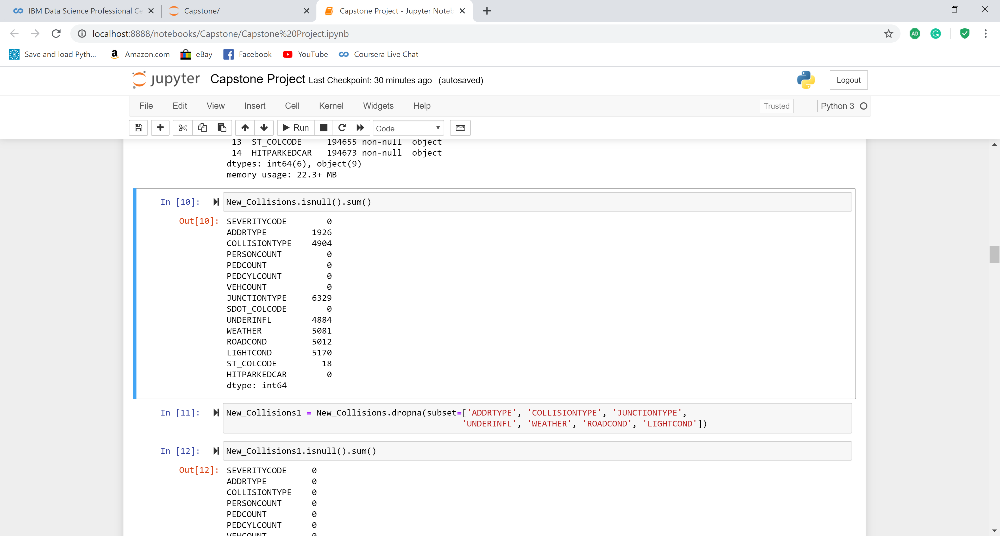 IBM Data Science Professional Ce
Capstone/
Capstone Project - Jupyter Noteb
localhost:8888/notebooks/Capstone/Capstone%20Project.ipynb
AD
G
Save and load Pyth...
Amazon.com
eBay
Facebook
YouTube
Coursera Live Chat
jupyter Capstone Project Last Checkpoint: 30 minutes ago (autosaved)
Logout
File Edit View Insert Cell Kernel Widgets Help
Trusted
Python 3
Run
Code
13 ST_COLCODE 194655 non-null object
14 HITPARKEDCAR 194673 non-null object
dtypes: int64(6), object(9)
memory usage: 22.3+ MB
In [10]: New_Collisions.isnull().sum()
Out[10]: SEVERITYCODE 0
ADDRTYPE 1926
COLLISIONTYPE 4904
PERSONCOUNT 0
PEDCOUNT 0
PEDCYLCOUNT 0
VEHCOUNT 0
JUNCTIONTYPE 6329
SDOT_COLCODE 0
UNDERINFL 4884
WEATHER 5081
ROADCOND 5012
LIGHTCOND 5170
ST_COLCODE 18
HITPARKEDCAR 0
dtype: int64
In [11]: New_Collisions1 = New_Collisions.dropna(subset=['ADDRTYPE', 'COLLISIONTYPE', 'JUNCTIONTYPE',
'UNDERINFL', 'WEATHER', 'ROADCOND', 'LIGHTCOND'])
In [12]: New_Collisions1.isnull().sum()
Out[12]: SEVERITYCODE 0
ADDRTYPE 0
COLLISIONTYPE 0
PERSONCOUNT 0
PEDCOUNT 0
PEDCYLCOUNT 0
VEHCOUNT 0